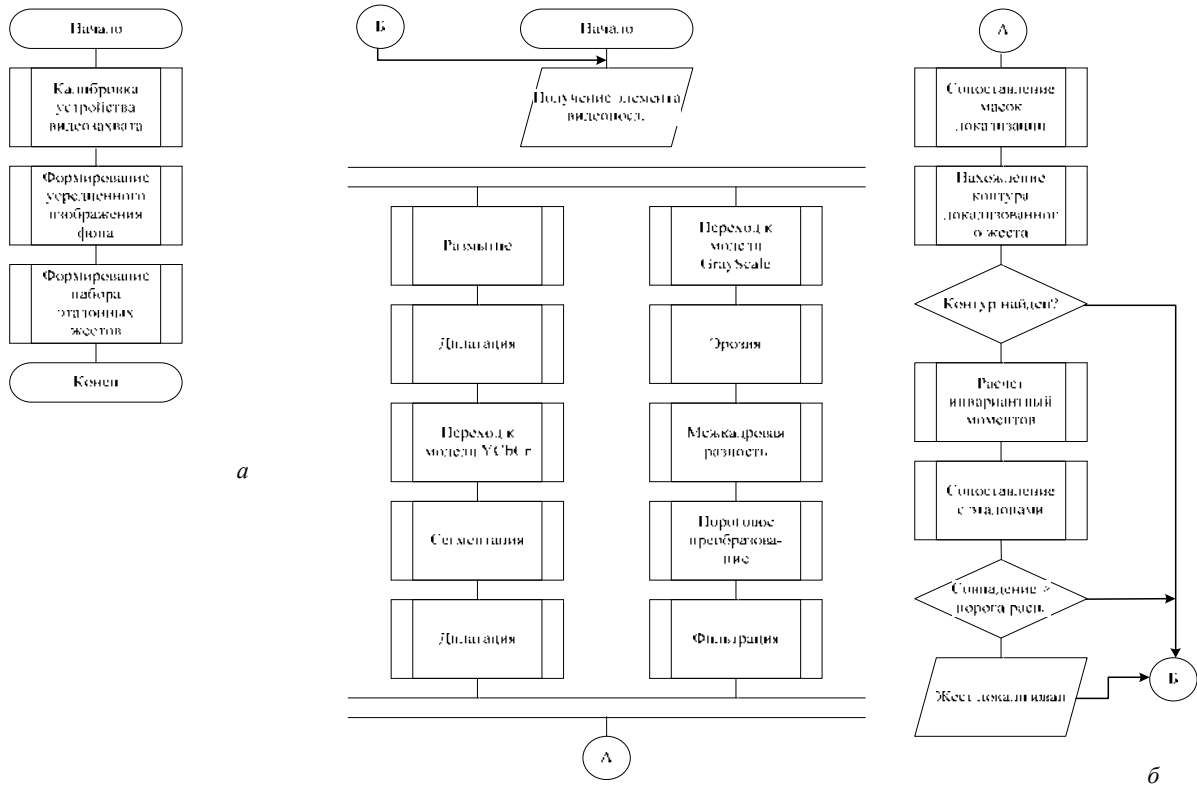 Начало
Калибровка
устройства
видеозахвата
Формирование
усредненного
изображения
фона
Формирование
набора
эталонных
жестов
Конец
а
Б
Начало
Получение элемента
видеопосл.
Размытие
Дилатация
Переход к
модели YCbCr
Сегментация
Дилатация
Переход к
модели
GrayScale
Эрозия
Межкадровая
разность
Пороговое
преобразова-
ние
Фильтрация
А
А
Сопоставление
масок
локализации
Нахождение
контура
локализованног
о жеста
Контур найден?
Расчет
инвариантный
моментов
Сопоставление
с эталонами
Совпадение >
порога расп.
Жест локализован
Б
б